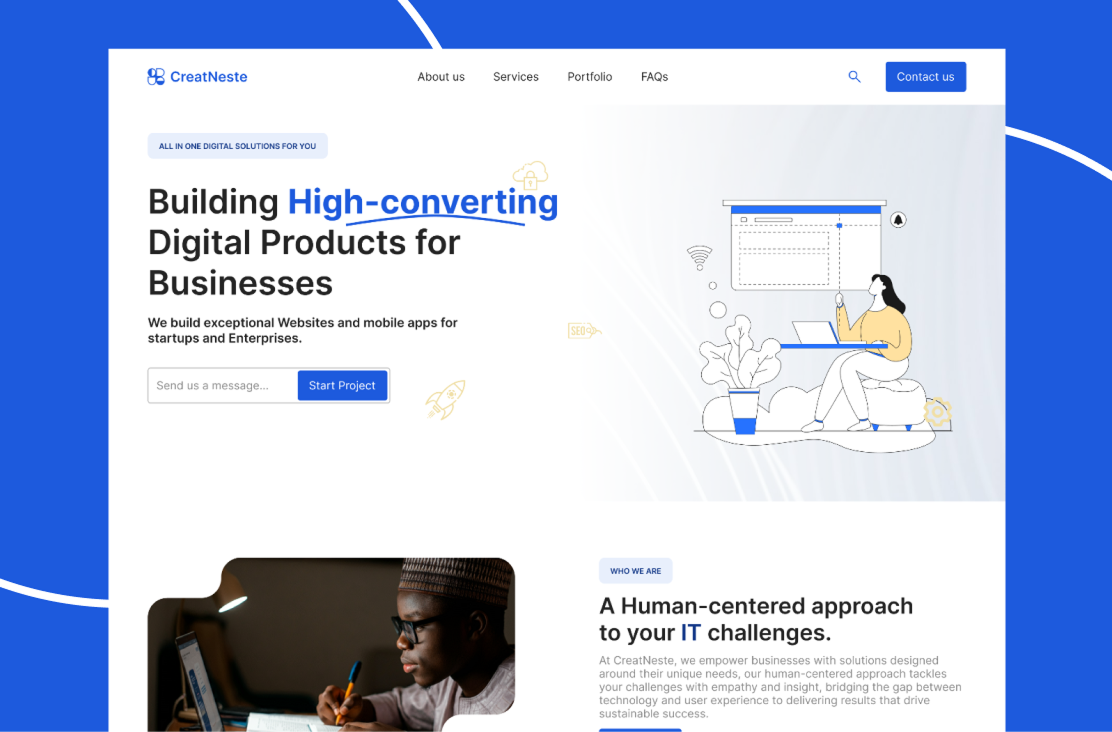 CreatNeste
About us
Services
Portfolio
FAQs
Contact us
ALL IN ONE DIGITAL SOLUTIONS FOR YOU
Building High-converting
Digital Products for
Businesses
We build exceptional Websites and mobile apps for
startups and Enterprises.
Send us a message...
Start Project
SEO
WHO WE ARE
A Human-centered approach
to your IT challenges.
At CreatNeste, we empower businesses with solutions designed
around their unique needs, our human-centered approach tackles
your challenges with empathy and insight, bridging the gap between
technology and user experience to delivering results that drive
sustainable success.